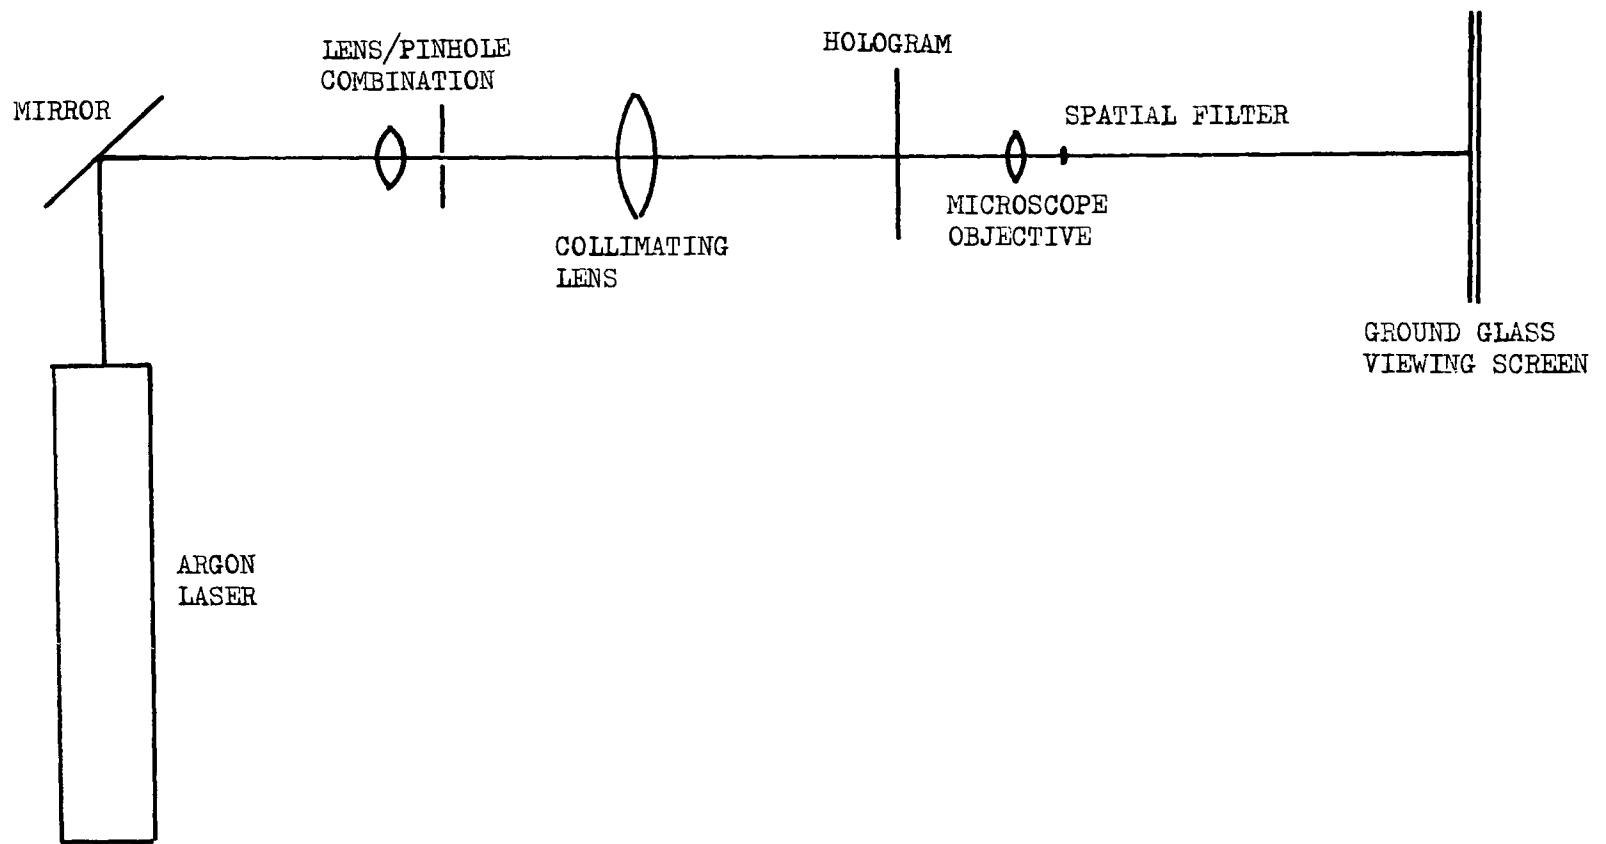 LENS/PINHOLE
COMBINATION
HOLOGRAM
MIRROR
SPATIAL FILTER
MICROSCOPE
OBJECTIVE
COLLIMATING
LENS
GROUND GLASS
VIEWING SCREEN
ARGON
LASER